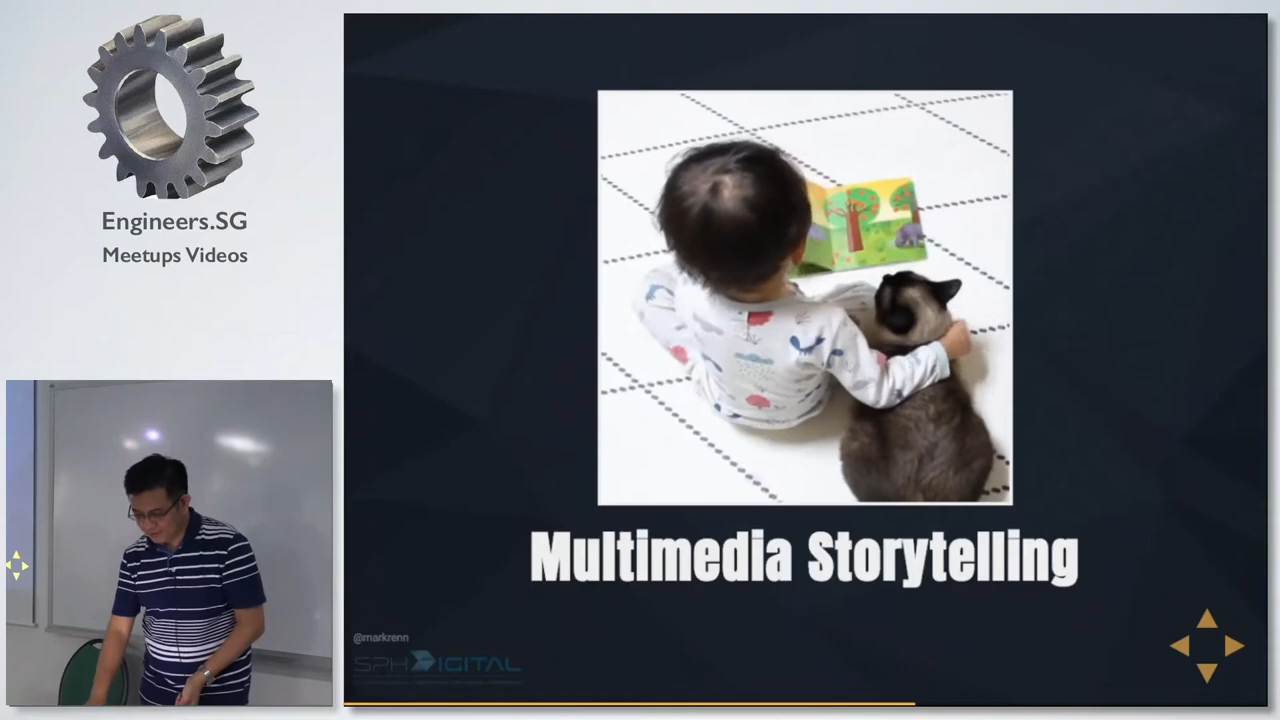 Engineers.SG
Meetups Videos
Multimedia Storytelling
@markrenn
SPH DIGITAL